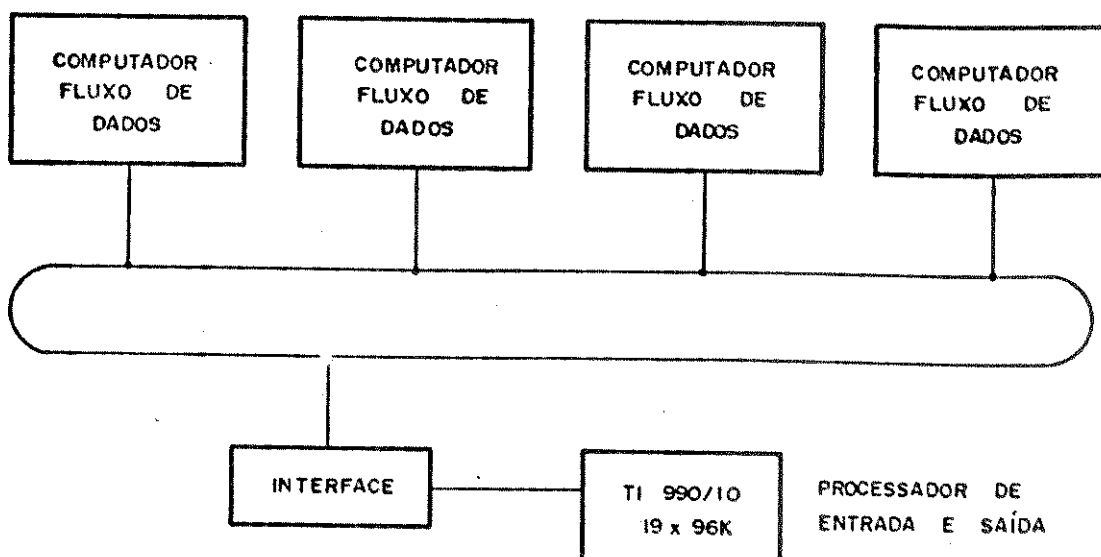 COMPUTADOR
FLUXO DE
DADOS
COMPUTADOR
FLUXO DE
DADOS
COMPUTADOR
FLUXO DE
DADOS
COMPUTADOR
FLUXO DE
DADOS
INTERFACE
TI 990/10
19 x 96K
PROCESSADOR DE
ENTRADA E SAÍDA